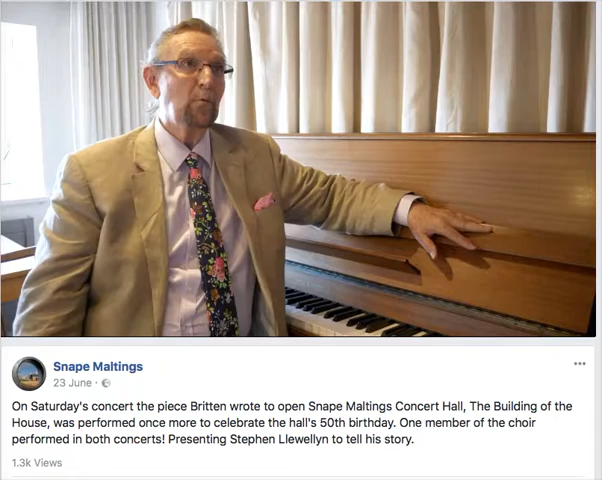 Snape Maltings
23 June ·
On Saturday's concert the piece Britten wrote to open Snape Maltings Concert Hall, The Building of the
House, was performed once more to celebrate the hall's 50th birthday. One member of the choir
performed in both concerts! Presenting Stephen Llewellyn to tell his story.
1.3k Views